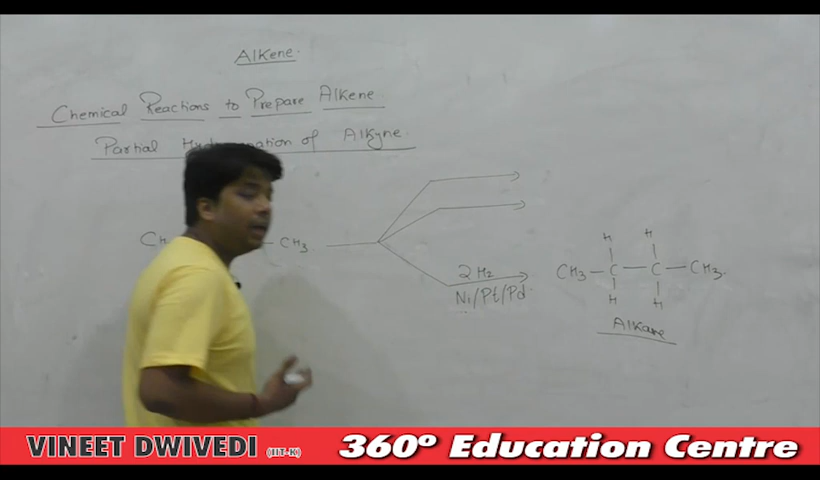 Alkene.
Chemical Reactions to Prepare Alkene
Partial of Alkyne.
CH3
2H2
Ni/Pt/Pd.
H H
CH3 — C — C — CH3.
H H
Alkane
VINEET DWIVEDI (IIT-K) 360° Education Centre